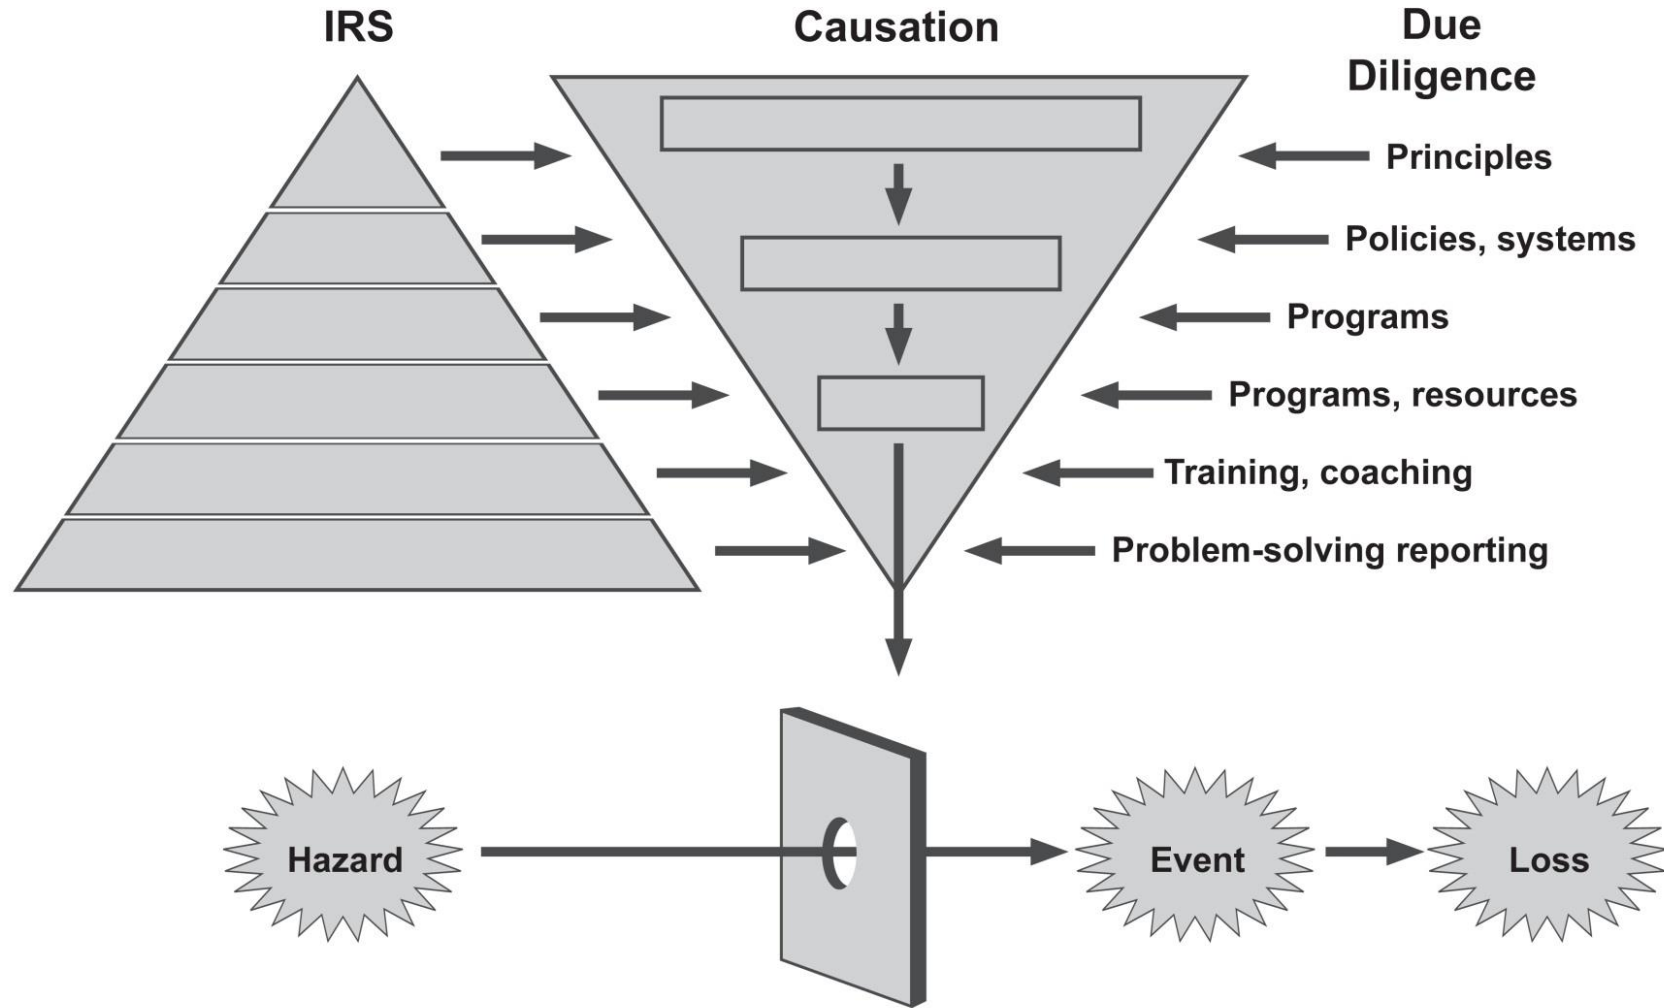 IRS
Causation
Due
Diligence
Principles
Policies, systems
Programs
Programs, resources
Training, coaching
Problem-solving reporting
Hazard
Event
Loss